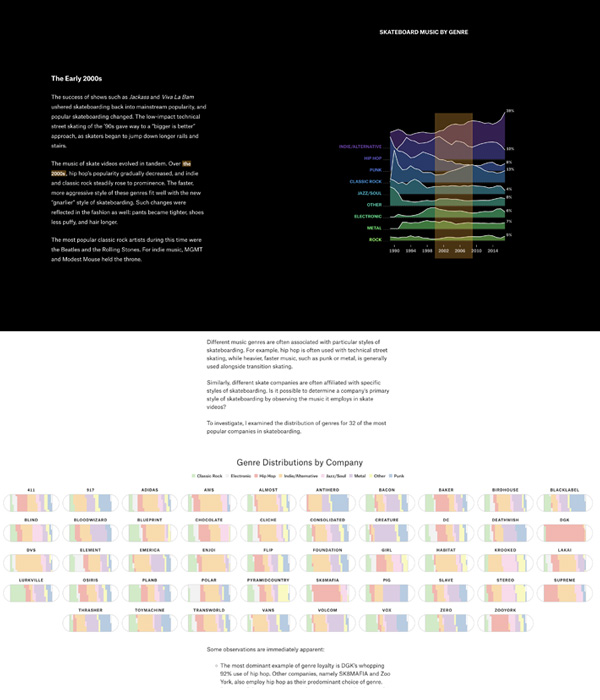 SKATEBOARD MUSIC BY GENRE
The Early 2000s
The success of shows such as Jackass and Viva La Bam
ushered skateboarding back into mainstream popularity, and
popular skateboarding changed. The low-impact technical
street skating of the '90s gave way to a "bigger is better"
approach, as skaters began to jump down longer rails and
stairs.
The music of skate videos evolved in tandem. Over the
2000s, hip hop's popularity gradually decreased, and indie
and classic rock steadily rose to prominence. The faster,
more aggressive style of these genres fit well with the new
"gnarlier" style of skateboarding. Such changes were
reflected in the fashion as well: pants became tighter, shoes
less puffy, and hair longer.
The most popular classic rock artists during this time were
the Beatles and the Rolling Stones. For indie music, MGMT
and Modest Mouse held the throne.
INDIE/ALTERNATIVE
HIP HOP
PUNK
CLASSIC ROCK
JAZZ/SOUL
OTHER
ELECTRONIC
METAL
ROCK
1990 1994 1998 2002 2006 2010 2014
Different music genres are often associated with particular styles of
skateboarding. For example, hip hop is often used with technical street
skating, while heavier, faster music, such as punk or metal, is generally
used alongside transition skating.
Similarly, different skate companies are often affiliated with specific
styles of skateboarding. Is it possible to determine a company's primary
style of skateboarding by observing the music it employs in skate
videos?
To investigate, I examined the distribution of genres for 32 of the most
popular companies in skateboarding.
Genre Distributions by Company
Classic Rock Electronic Hip-Hop Indie/Alternative Jazz/Soul Metal Other Punk
411 917 ADIDAS ALMOST ANTIHERO BACON BAKER BIRDHOUSE BLACKLABEL
BLIND BLOODWIZARD BLUEPRINT CHOCOLATE CLICHE CONSOLIDATED CREATURE DC DEATHWISH DGK
DVS ELEMENT EMERICA ENJOI FLIP FOUNDATION GIRL HABITAT KROOKED LAKAI
LURKVILLE OSIRIS PLANB POLAR PYRAMIDCOUNTRY SK8MAFIA PIG SLAVE STEREO SUPREME
THRASHER TOYMACHINE TRANSWORLD VANS VOLCOM VOX ZERO ZOOYORK
Some observations are immediately apparent:
The most dominant example of genre loyalty is DGK's whopping
92% use of hip hop. Other companies, namely SK8MAFIA and Zoo
York, also employ hip hop as their predominant choice of genre.